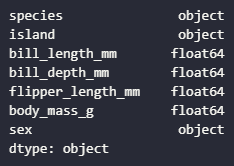 species object
island object
bill_length_mm float64
bill_depth_mm float64
flipper_length_mm float64
body_mass_g float64
sex object
dtype: object